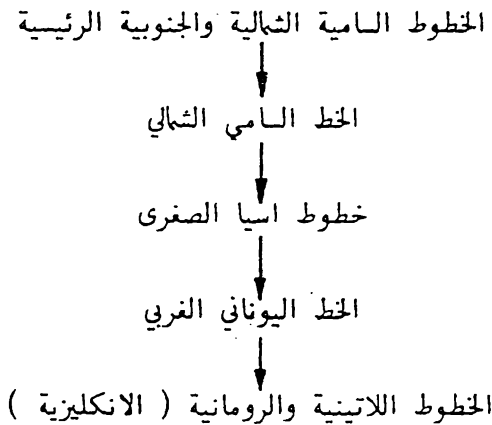 الخطوط السامية الشمالية والجنوبية الرئيسية
الخط السامي الشمالي
خطوط اسيا الصغرى
الخط اليوناني الغربي
الخطوط اللاتينية والرومانية ( الانكليزية )